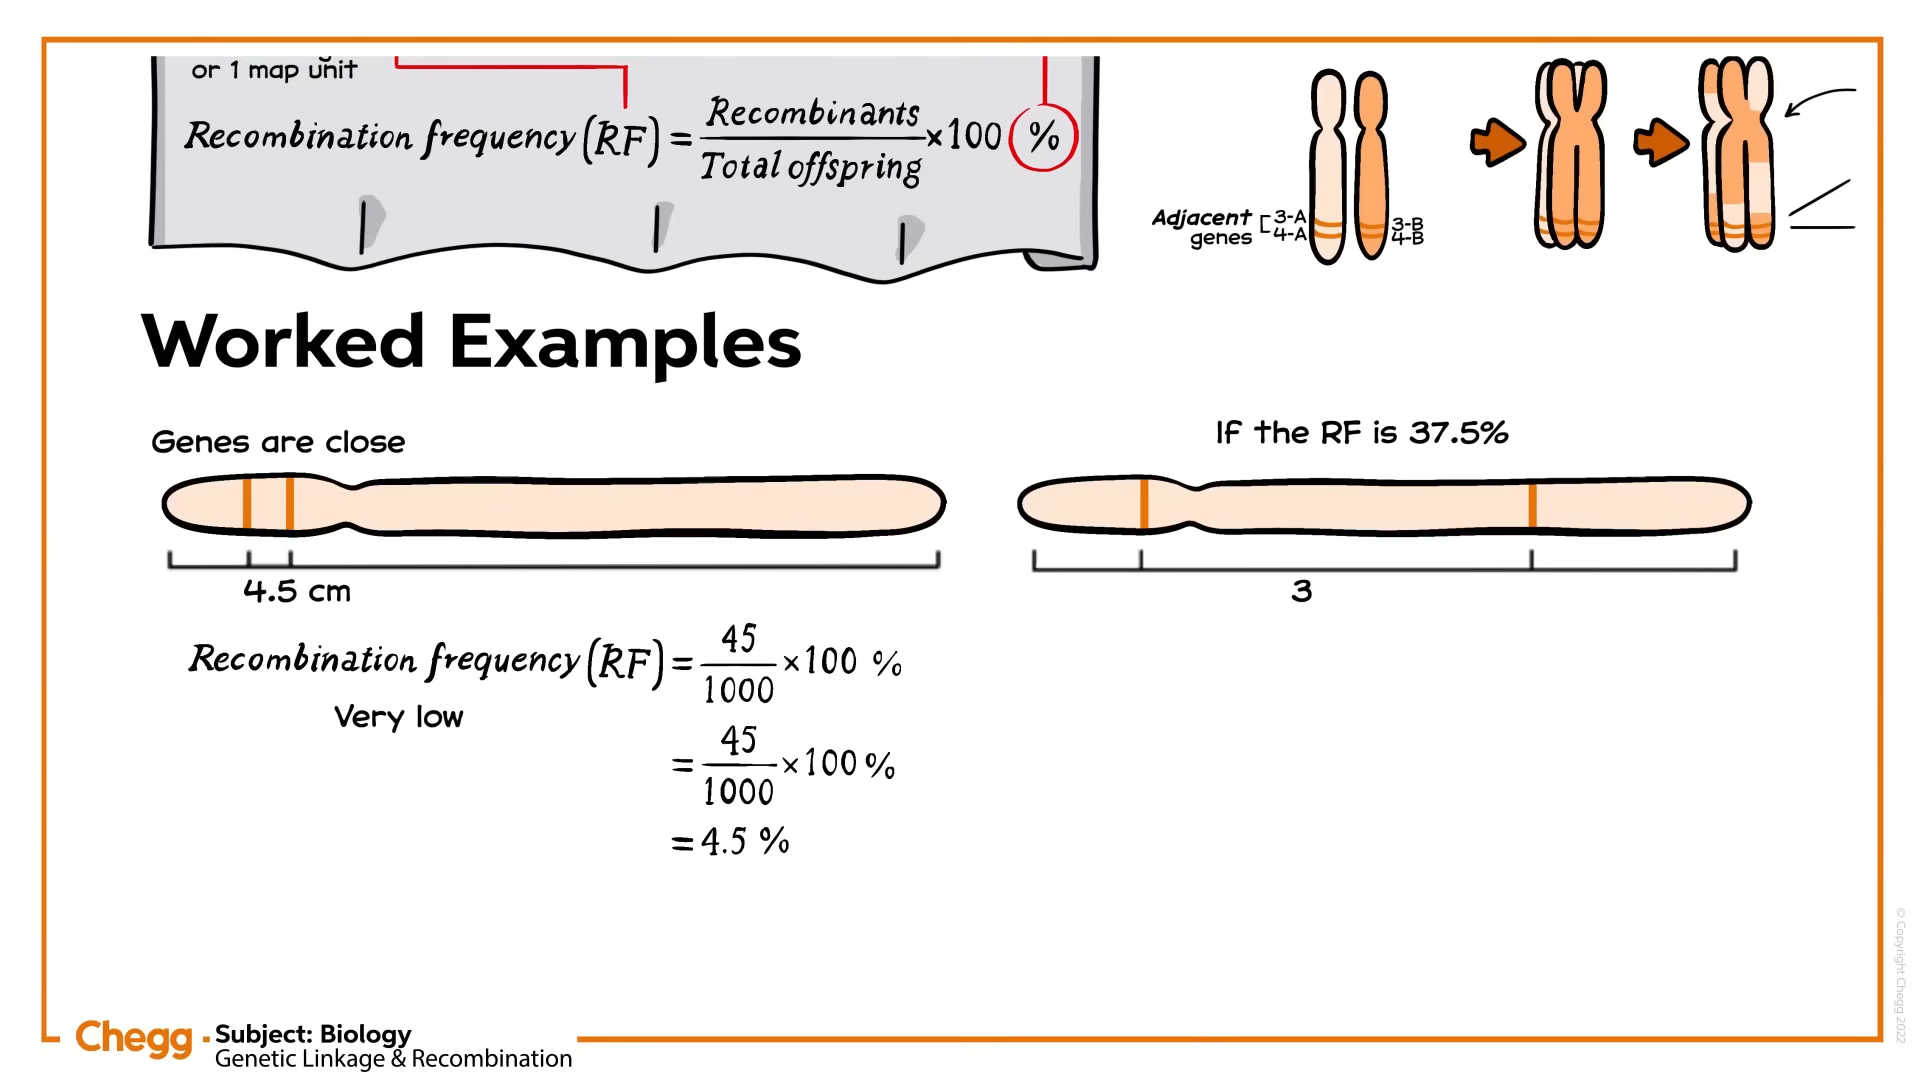 or 1 map unit
Recombination frequency (RF) = Recombinants / Total offspring ×100 %
Adjacent genes
3-A
4-A
3-B
4-B
Worked Examples
Genes are close
4.5 cm
Recombination frequency (RF) = 45 / 1000 ×100 %
Very low
= 45 / 1000 ×100 %
= 4.5 %
If the RF is 37.5%
3
Chegg
Subject: Biology
Genetic Linkage & Recombination
© Copyright Chegg 2022